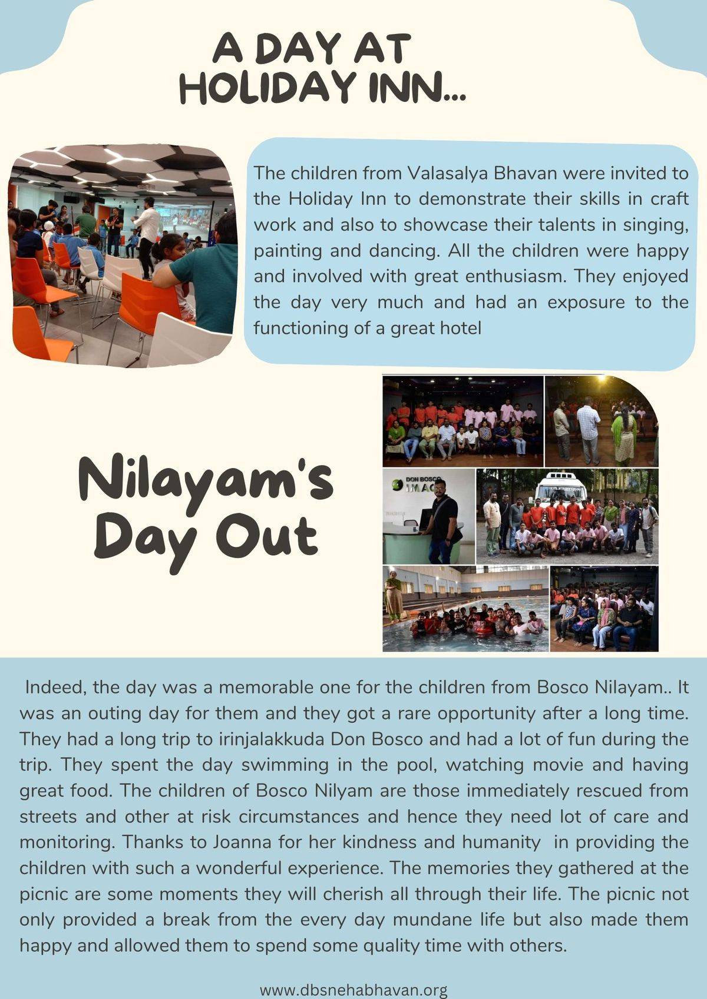 A DAY AT
HOLIDAY INN...
The children from Valasalya Bhavan were invited to
the Holiday Inn to demonstrate their skills in craft
work and also to showcase their talents in singing,
painting and dancing. All the children were happy
and involved with great enthusiasm. They enjoyed
the day very much and had an exposure to the
functioning of a great hotel
Nilayam's
Day Out
DON BOSCO
IMAG
Indeed, the day was a memorable one for the children from Bosco Nilayam.. It
was an outing day for them and they got a rare opportunity after a long time.
They had a long trip to irinjalakkuda Don Bosco and had a lot of fun during the
trip. They spent the day swimming in the pool, watching movie and having
great food. The children of Bosco Nilyam are those immediately rescued from
streets and other at risk circumstances and hence they need lot of care and
monitoring. Thanks to Joanna for her kindness and humanity  in providing the
children with such a wonderful experience. The memories they gathered at the
picnic are some moments they will cherish all through their life. The picnic not
only provided a break from the every day mundane life but also made them
happy and allowed them to spend some quality time with others.
www.dbsnehabhavan.org